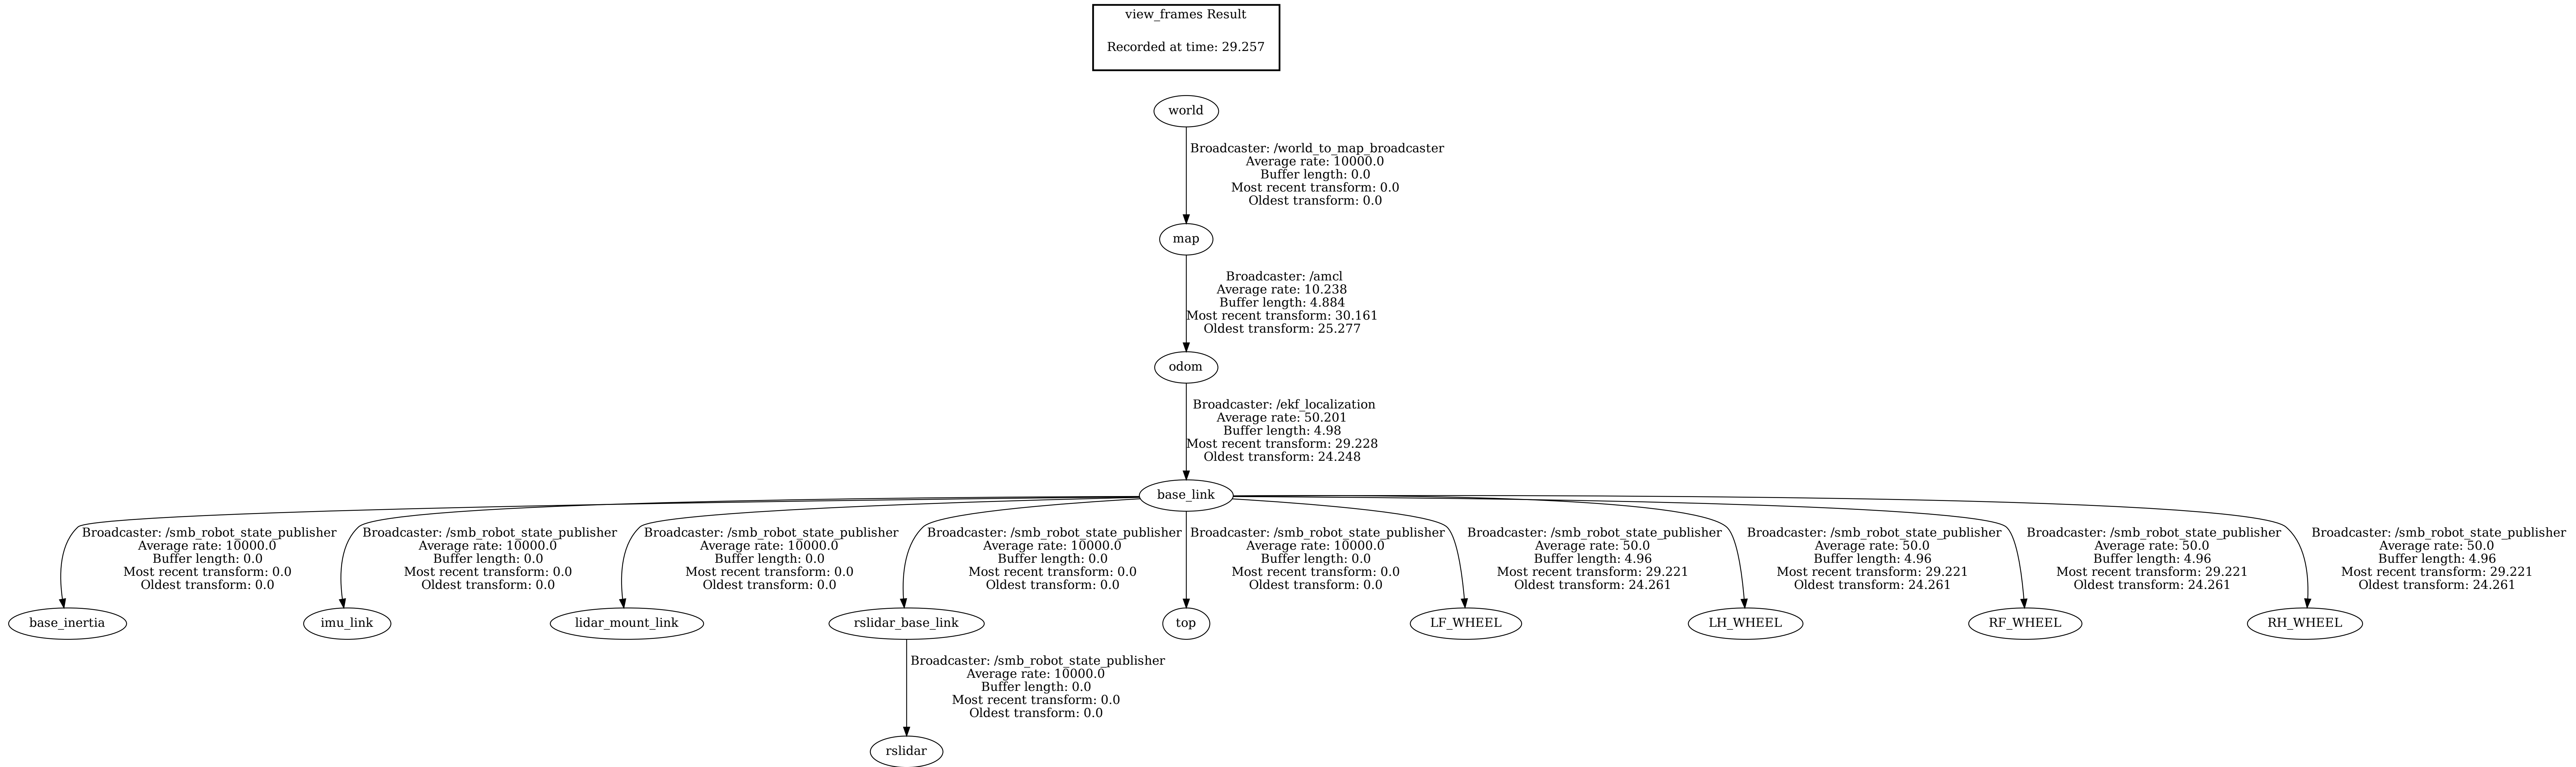 view_frames Result
Recorded at time: 29.257
world
Broadcaster: /world_to_map_broadcaster
Average rate: 10000.0
Buffer length: 0.0
Most recent transform: 0.0
Oldest transform: 0.0
map
Broadcaster: /amcl
Average rate: 10.238
Buffer length: 4.884
Most recent transform: 30.161
Oldest transform: 25.277
odom
Broadcaster: /ekf_localization
Average rate: 50.201
Buffer length: 4.98
Most recent transform: 29.228
Oldest transform: 24.248
base_link
Broadcaster: /smb_robot_state_publisher
Average rate: 10000.0
Buffer length: 0.0
Most recent transform: 0.0
Oldest transform: 0.0
Broadcaster: /smb_robot_state_publisher
Average rate: 10000.0
Buffer length: 0.0
Most recent transform: 0.0
Oldest transform: 0.0
Broadcaster: /smb_robot_state_publisher
Average rate: 10000.0
Buffer length: 0.0
Most recent transform: 0.0
Oldest transform: 0.0
Broadcaster: /smb_robot_state_publisher
Average rate: 10000.0
Buffer length: 0.0
Most recent transform: 0.0
Oldest transform: 0.0
Broadcaster: /smb_robot_state_publisher
Average rate: 10000.0
Buffer length: 0.0
Most recent transform: 0.0
Oldest transform: 0.0
Broadcaster: /smb_robot_state_publisher
Average rate: 50.0
Buffer length: 4.96
Most recent transform: 29.221
Oldest transform: 24.261
Broadcaster: /smb_robot_state_publisher
Average rate: 50.0
Buffer length: 4.96
Most recent transform: 29.221
Oldest transform: 24.261
Broadcaster: /smb_robot_state_publisher
Average rate: 50.0
Buffer length: 4.96
Most recent transform: 29.221
Oldest transform: 24.261
Broadcaster: /smb_robot_state_publisher
Average rate: 50.0
Buffer length: 4.96
Most recent transform: 29.221
Oldest transform: 24.261
base_inertia
imu_link
lidar_mount_link
rslidar_base_link
top
LF_WHEEL
LH_WHEEL
RF_WHEEL
RH_WHEEL
Broadcaster: /smb_robot_state_publisher
Average rate: 10000.0
Buffer length: 0.0
Most recent transform: 0.0
Oldest transform: 0.0
rslidar